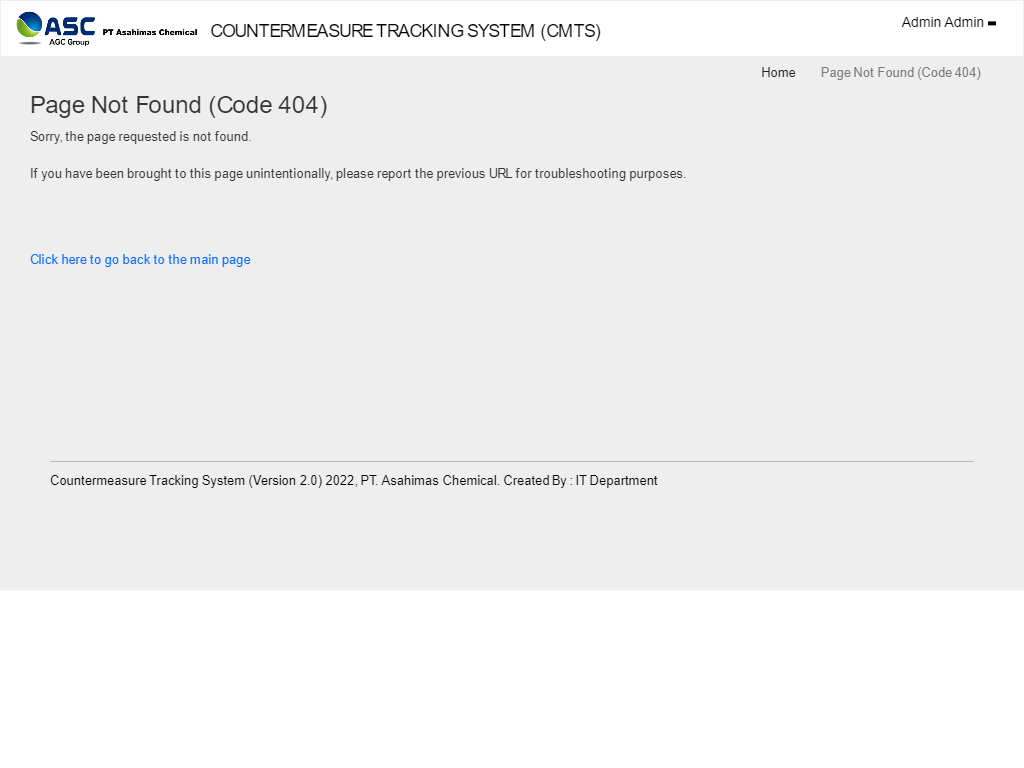 ASC
AGC Group
PT Asahimas Chemical
COUNTERMEASURE TRACKING SYSTEM (CMTS)
Admin Admin
Home
Page Not Found (Code 404)
Page Not Found (Code 404)
Sorry, the page requested is not found.
If you have been brought to this page unintentionally, please report the previous URL for troubleshooting purposes.
Click here to go back to the main page
Countermeasure Tracking System (Version 2.0) 2022, PT. Asahimas Chemical. Created By : IT Department